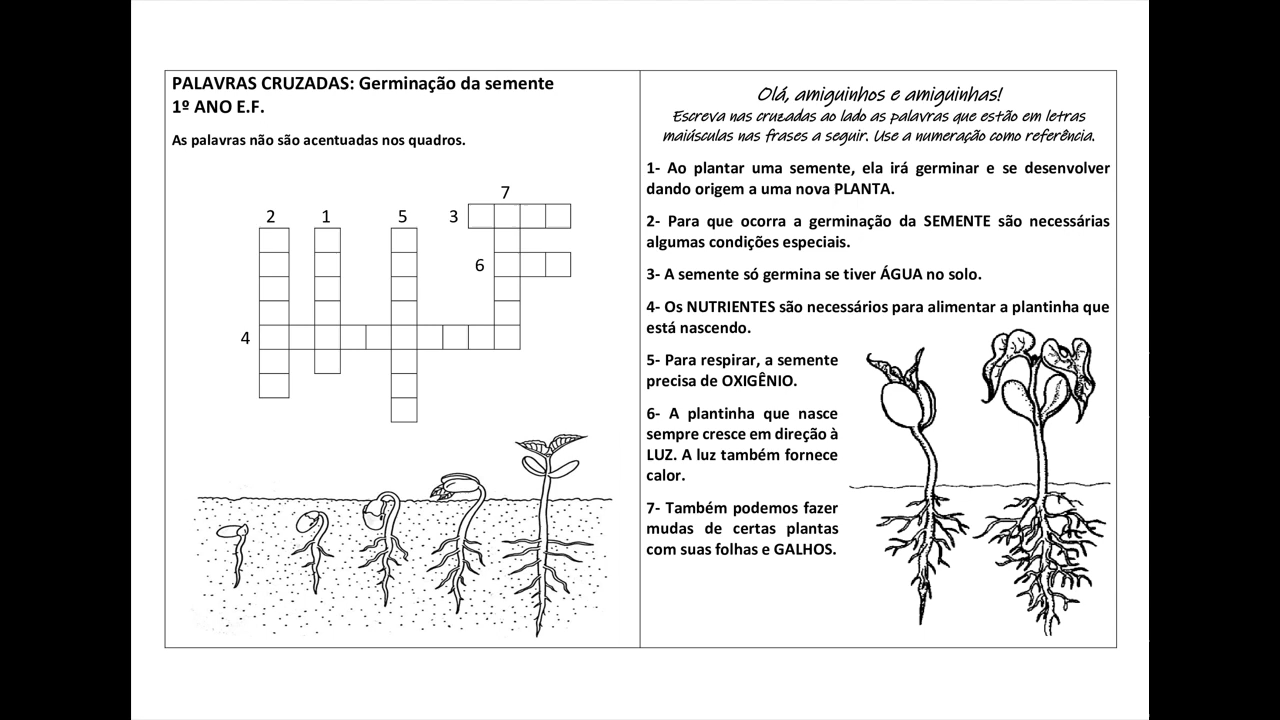 PALAVRAS CRUZADAS: Germinação da semente
1º ANO E.F.
As palavras não são acentuadas nos quadros.
7
2 1 5 3
6
4
Olá, amiguinhos e amiguinhas!
Escreva nas cruzadas ao lado as palavras que estão em letras
maiúsculas nas frases a seguir. Use a numeração como referência.
1- Ao plantar uma semente, ela irá germinar e se desenvolver
dando origem a uma nova PLANTA.
2- Para que ocorra a germinação da SEMENTE são necessárias
algumas condições especiais.
3- A semente só germina se tiver ÁGUA no solo.
4- Os NUTRIENTES são necessários para alimentar a plantinha que
está nascendo.
5- Para respirar, a semente
precisa de OXIGÊNIO.
6- A plantinha que nasce
sempre cresce em direção à
LUZ. A luz também fornece
calor.
7- Também podemos fazer
mudas de certas plantas
com suas folhas e GALHOS.